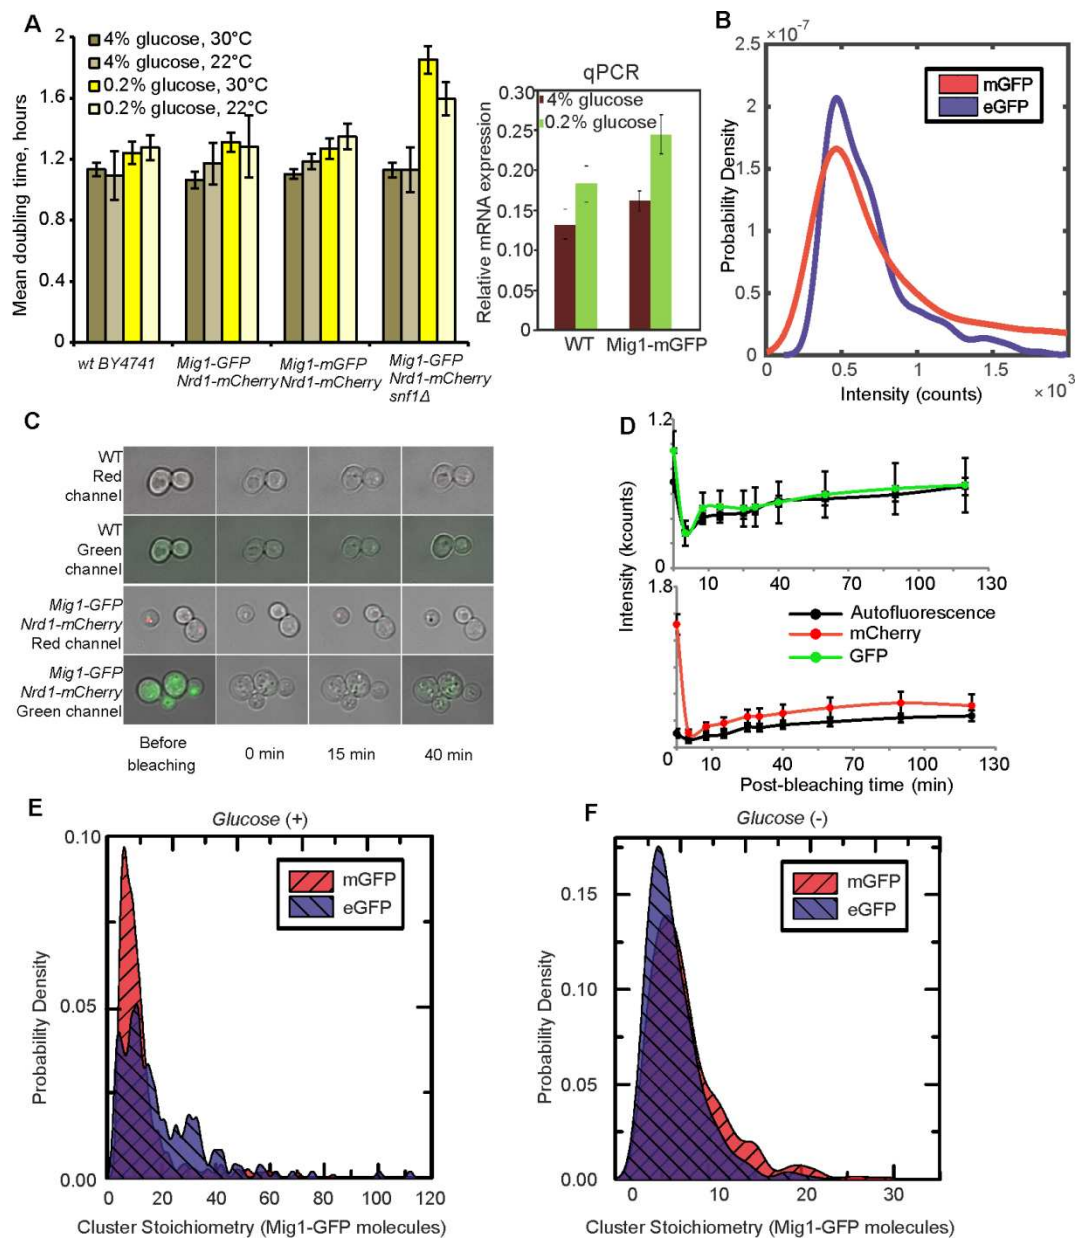 A
4% glucose, 30°C
4% glucose, 22°C
0.2% glucose, 30°C
0.2% glucose, 22°C
2
1.6
1.2
0.8
0.4
0
Mean doubling time, hours
wt BY4741
Mig1-GFP
Nrd1-mCherry
Mig1-mGFP
Nrd1-mCherry
Mig1-GFP
Nrd1-mCherry
snf1Δ
qPCR
4% glucose
0.2% glucose
0.30
0.25
0.20
0.15
0.10
0.05
0
Relative mRNA expression
WT
Mig1-mGFP
B
×10⁻⁷
2.5
2
1.5
1
0.5
0
Probability Density
mGFP
eGFP
0
0.5
1
1.5
2
Intensity (counts)
× 10³
C
WT
Red
channel
WT
Green
channel
Mig1-GFP
Nrd1-mCherry
Red channel
Mig1-GFP
Nrd1-mCherry
Green channel
Before
bleaching
0 min
15 min
40 min
D
1.2
0
10
40
70
90
130
Intensity (kcounts)
1.8
0
Autofluorescence
mCherry
GFP
10
40
70
100
130
Post-bleaching time (min)
E
Glucose (+)
0.10
0.05
0.00
Probability Density
mGFP
eGFP
0
20
40
60
80
100
120
Cluster Stoichiometry (Mig1-GFP molecules)
F
Glucose (-)
0.15
0.10
0.05
0.00
Probability Density
mGFP
eGFP
0
10
20
30
Cluster Stoichiometry (Mig1-GFP molecules)